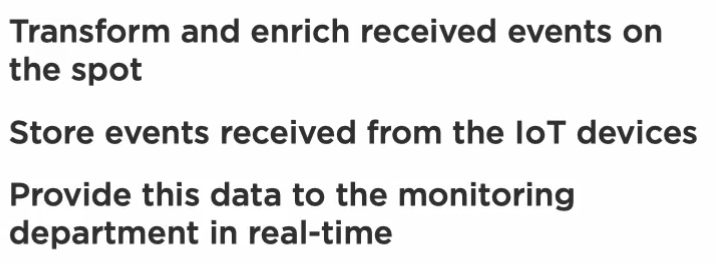 Transform and enrich received events on
the spot
Store events received from the IoT devices
Provide this data to the monitoring
department in real-time